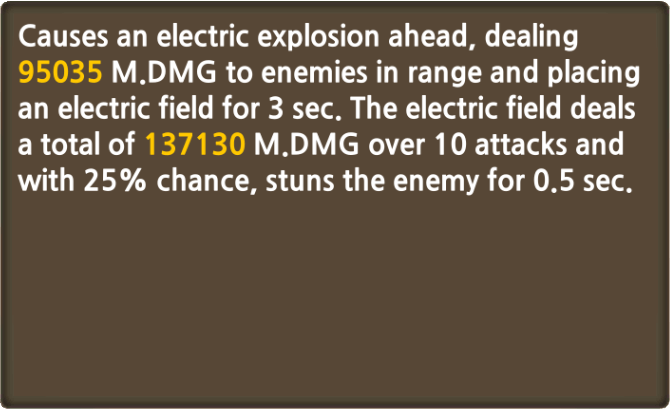 Causes an electric explosion ahead, dealing
95035 M.DMG to enemies in range and placing
an electric field for 3 sec. The electric field deals
a total of 137130 M.DMG over 10 attacks and
with 25% chance, stuns the enemy for 0.5 sec.